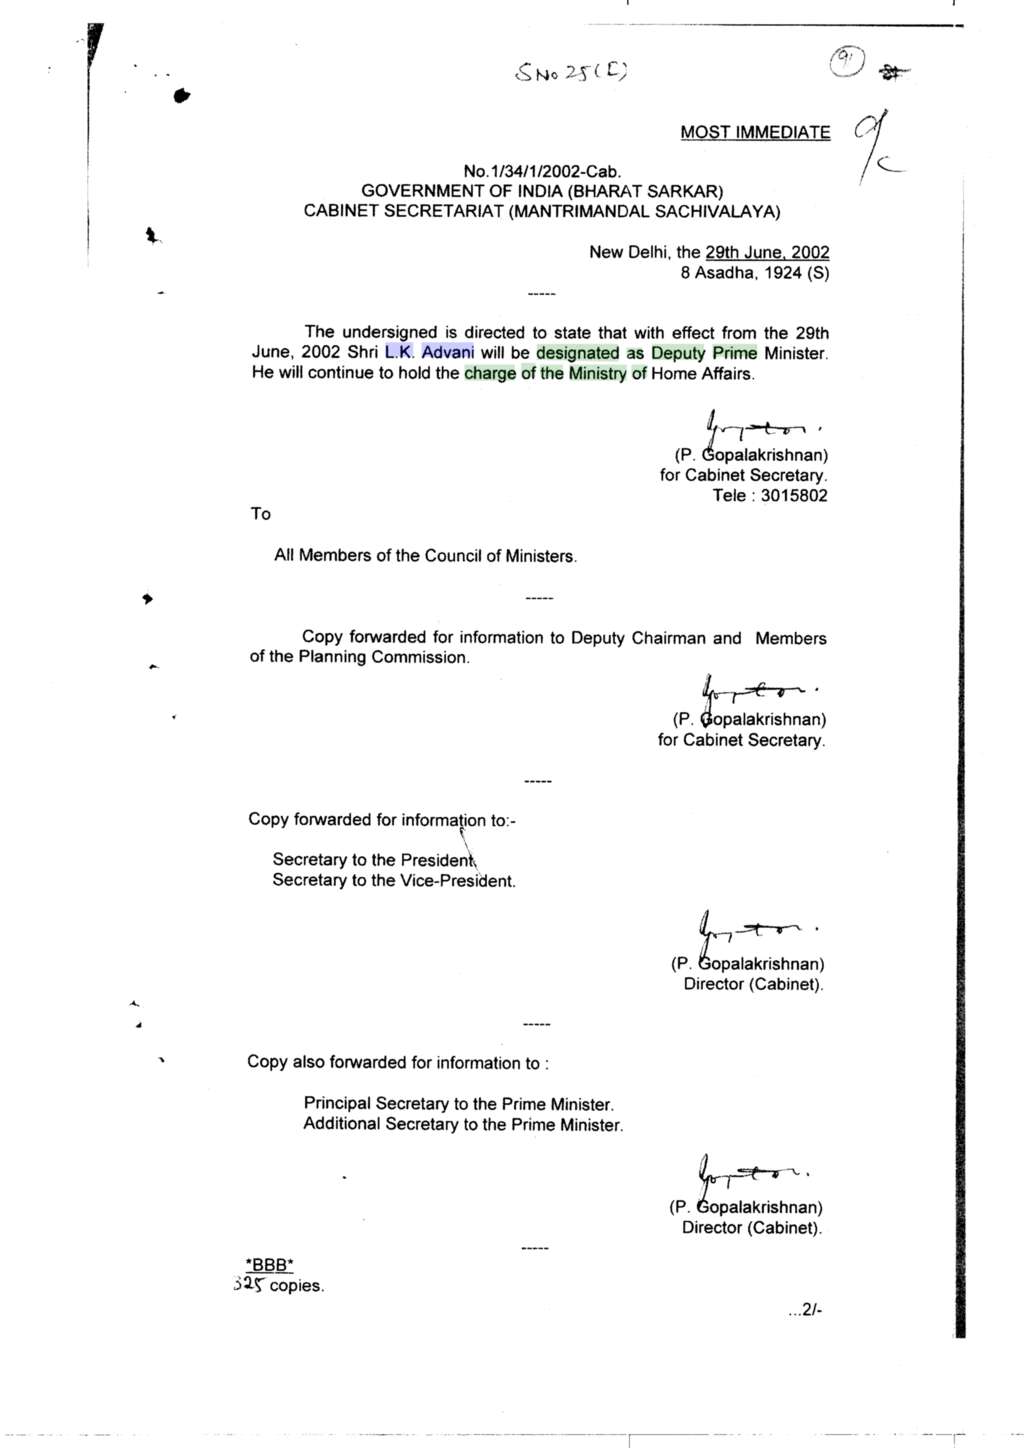 SNo 25(E)
91
MOST IMMEDIATE
No.1/34/1/2002-Cab.
GOVERNMENT OF INDIA (BHARAT SARKAR)
CABINET SECRETARIAT (MANTRIMANDAL SACHIVALAYA)
New Delhi, the 29th June, 2002
8 Asadha, 1924 (S)
-----
The undersigned is directed to state that with effect from the 29th
June, 2002 Shri L.K. Advani will be designated as Deputy Prime Minister.
He will continue to hold the charge of the Ministry of Home Affairs.
(P. Gopalakrishnan)
for Cabinet Secretary.
Tele : 3015802
To
All Members of the Council of Ministers.
-----
Copy forwarded for information to Deputy Chairman and Members
of the Planning Commission.
(P. Gopalakrishnan)
for Cabinet Secretary.
-----
Copy forwarded for information to:-
Secretary to the President
Secretary to the Vice-President.
(P. Gopalakrishnan)
Director (Cabinet).
-----
Copy also forwarded for information to :
Principal Secretary to the Prime Minister.
Additional Secretary to the Prime Minister.
(P. Gopalakrishnan)
Director (Cabinet).
-----
*BBB*
325 copies.
...2/-